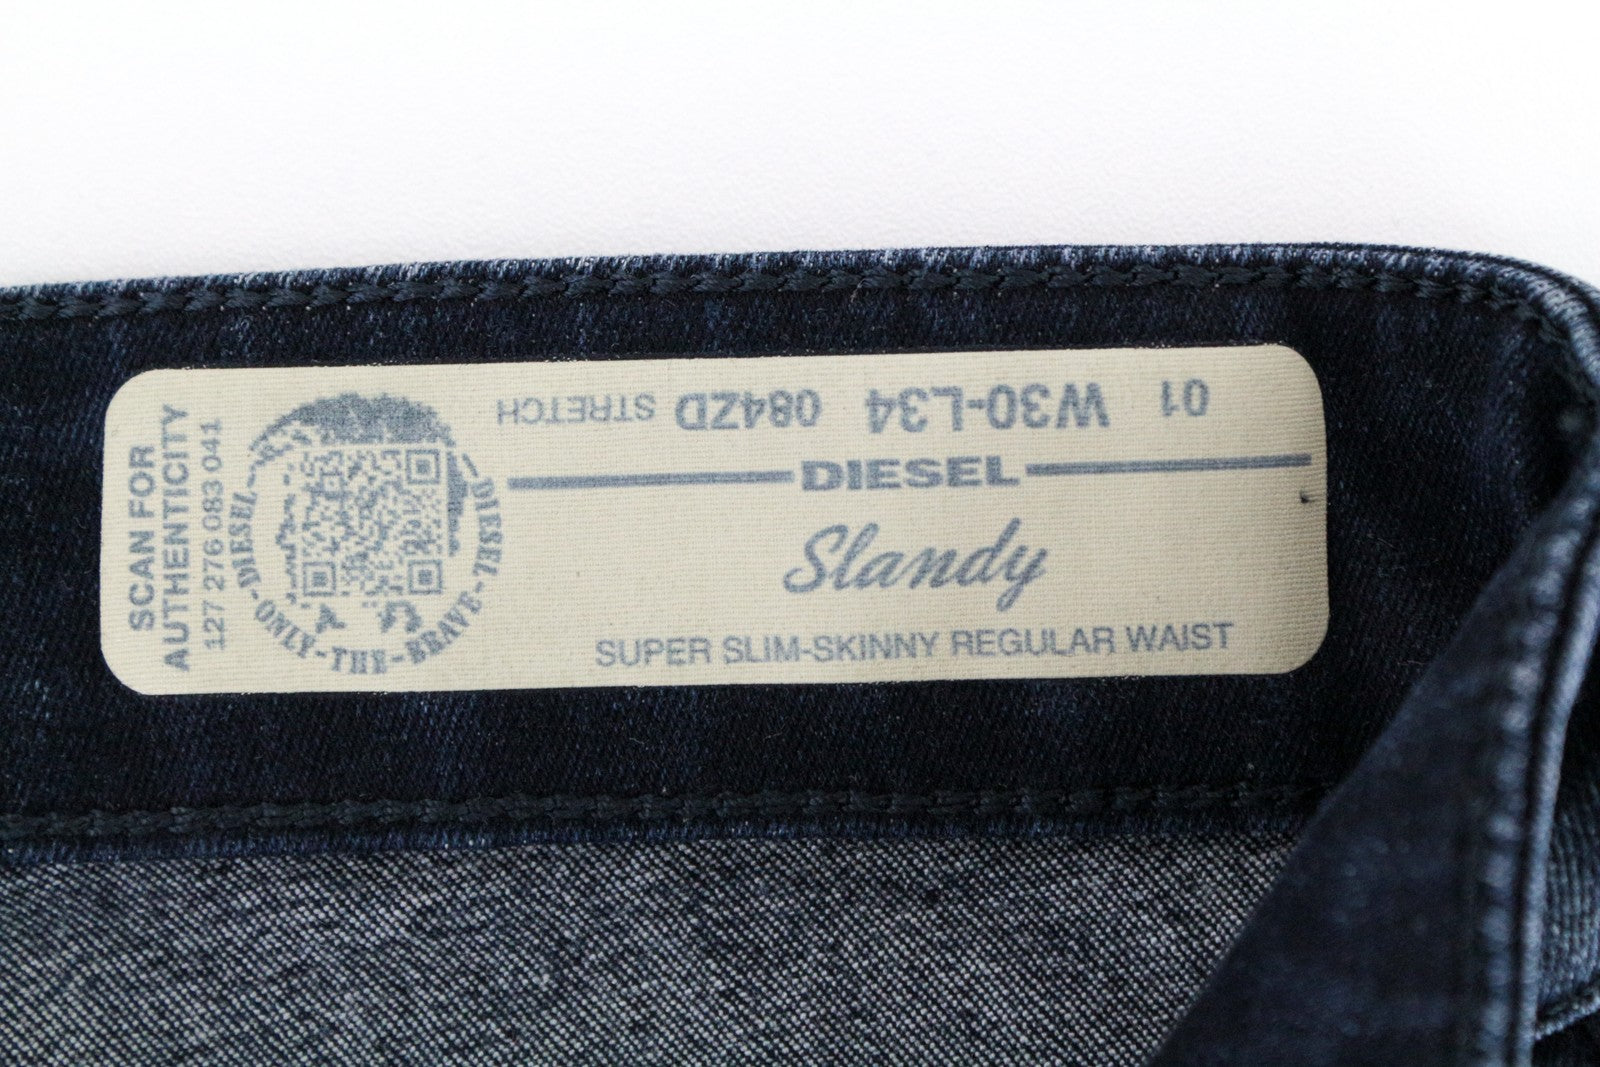 SCAN FOR
AUTHENTICITY
127 276 083 041
DIESEL-ONLY-THE-BRAVE-DIESEL
01 W30-L34 084ZD STRETCH
DIESEL
Slandy
SUPER SLIM-SKINNY REGULAR WAIST